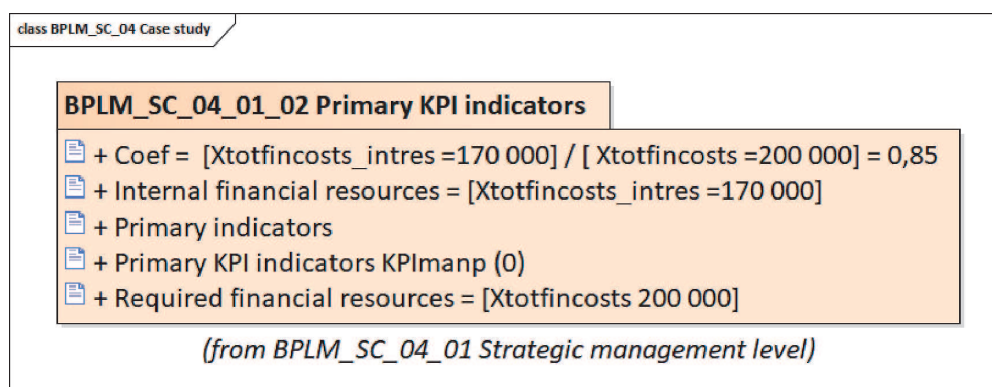 class BPLM_SC_04 Case study
BPLM_SC_04_01_02 Primary KPI indicators
+ Coef = [Xtotfincosts_intres =170 000] / [ Xtotfincosts =200 000] = 0,85
+ Internal financial resources = [Xtotfincosts_intres =170 000]
+ Primary indicators
+ Primary KPI indicators KPImanp (0)
+ Required financial resources = [Xtotfincosts 200 000]
(from BPLM_SC_04_01 Strategic management level)